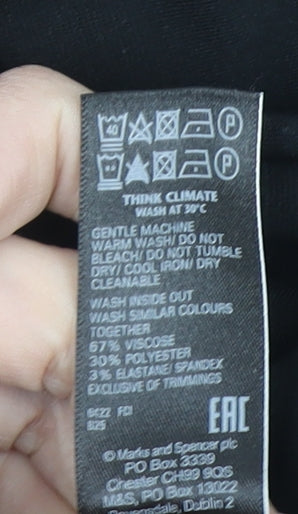 40 P
P
THINK CLIMATE
WASH AT 30°C
GENTLE MACHINE
WARM WASH/ DO NOT
BLEACH/ DO NOT TUMBLE
DRY/ COOL IRON/ DRY
CLEANABLE
WASH INSIDE OUT
WASH SIMILAR COLOURS
TOGETHER
67% VISCOSE
30% POLYESTER
3% ELASTANE/ SPANDEX
EXCLUSIVE OF TRIMMINGS
FCI
EAC
© Marks and Spencer plc
PO Box 3339
Chester CH99 9QS
M&S, PO Box 13022
Dublin 2